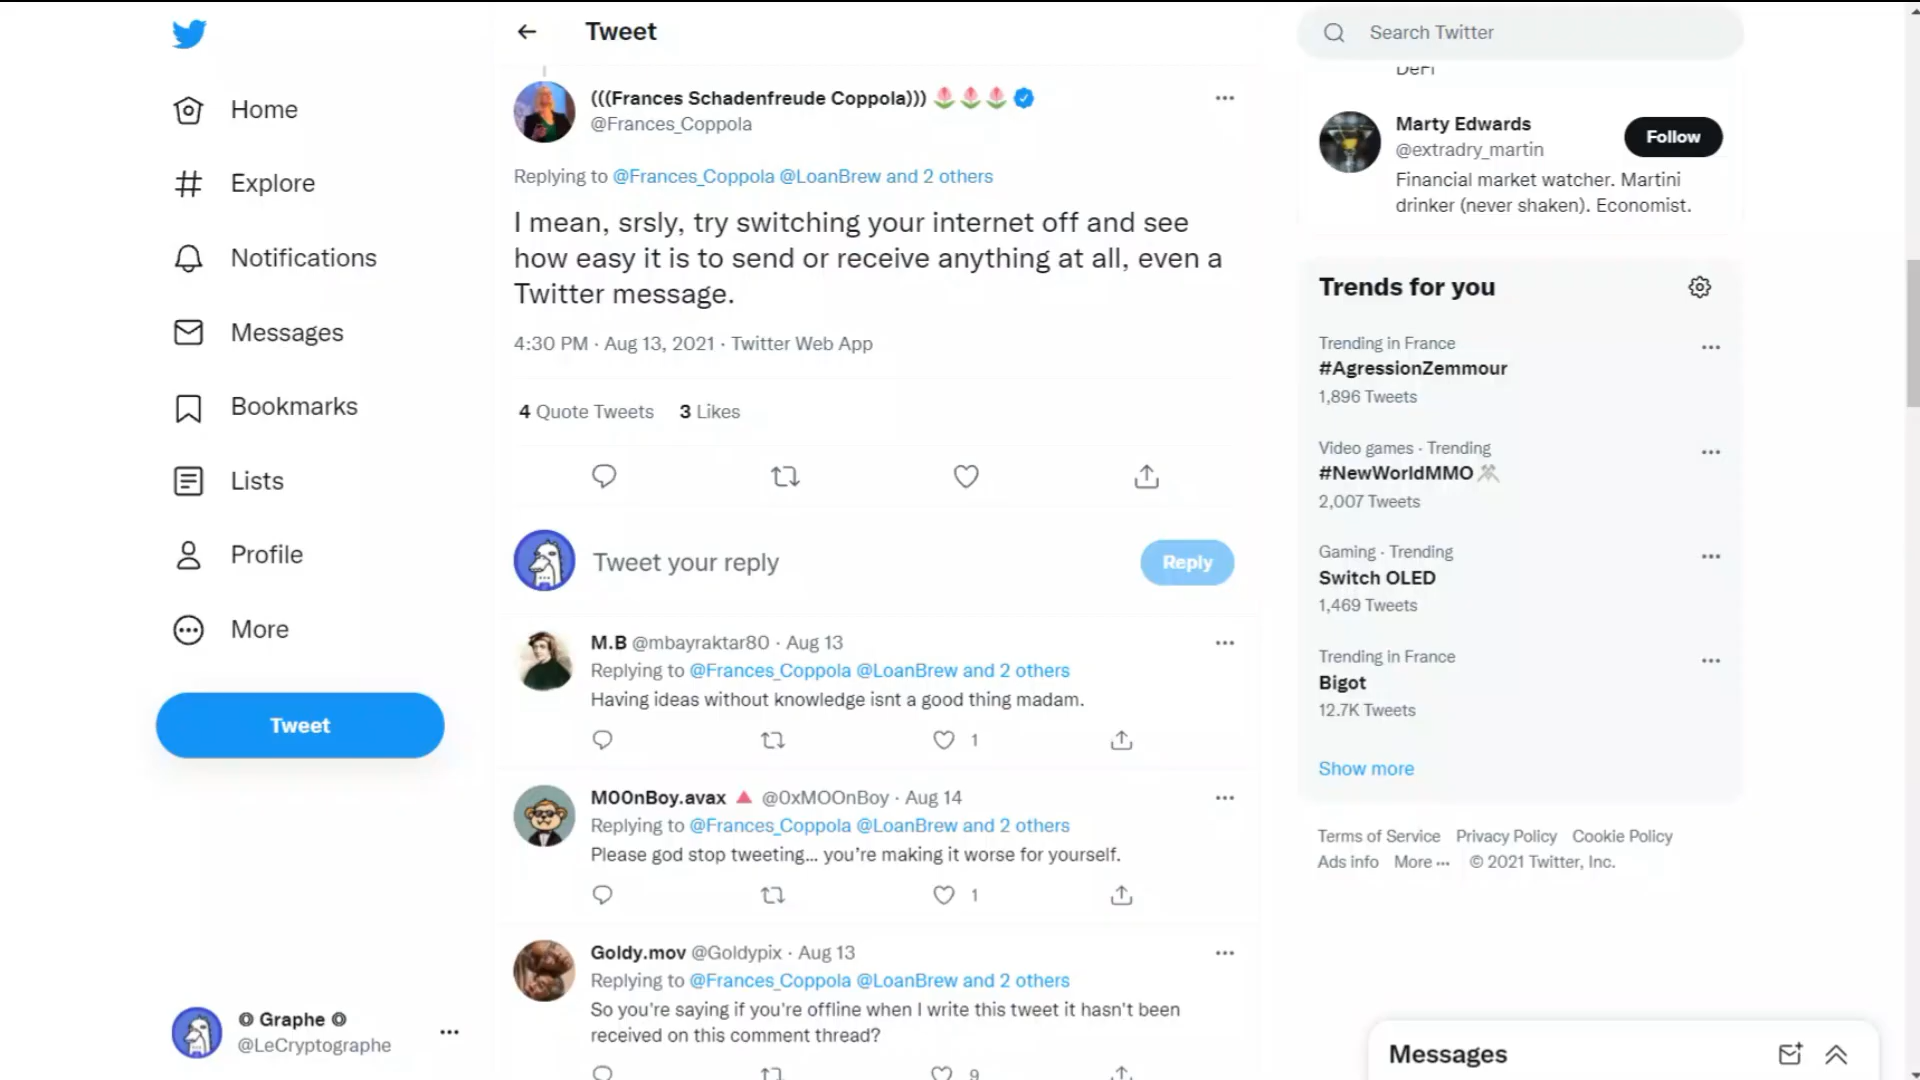 Home
Explore
Notifications
Messages
Bookmarks
Lists
Profile
More
Tweet
Graphe
@LeCryptographe
Tweet
(((Frances Schadenfreude Coppola))) 🌷🌷🌷
@Frances_Coppola
Replying to @Frances_Coppola @LoanBrew and 2 others
I mean, srsly, try switching your internet off and see
how easy it is to send or receive anything at all, even a
Twitter message.
4:30 PM · Aug 13, 2021 · Twitter Web App
4 Quote Tweets 3 Likes
Tweet your reply
Reply
M.B @mbayraktar80 · Aug 13
Replying to @Frances_Coppola @LoanBrew and 2 others
Having ideas without knowledge isnt a good thing madam.
1
M00nBoy.avax 🔺 @0xMOOnBoy · Aug 14
Replying to @Frances_Coppola @LoanBrew and 2 others
Please god stop tweeting... you’re making it worse for yourself.
1
Goldy.mov @Goldypix · Aug 13
Replying to @Frances_Coppola @LoanBrew and 2 others
So you're saying if you're offline when I write this tweet it hasn't been
received on this comment thread?
9
Search Twitter
DeFi
Marty Edwards
@extradry_martin
Follow
Financial market watcher. Martini
drinker (never shaken). Economist.
Trends for you
Trending in France
#AgressionZemmour
1,896 Tweets
Video games · Trending
#NewWorldMMO
2,007 Tweets
Gaming · Trending
Switch OLED
1,469 Tweets
Trending in France
Bigot
12.7K Tweets
Show more
Terms of Service Privacy Policy Cookie Policy
Ads info More ··· © 2021 Twitter, Inc.
Messages